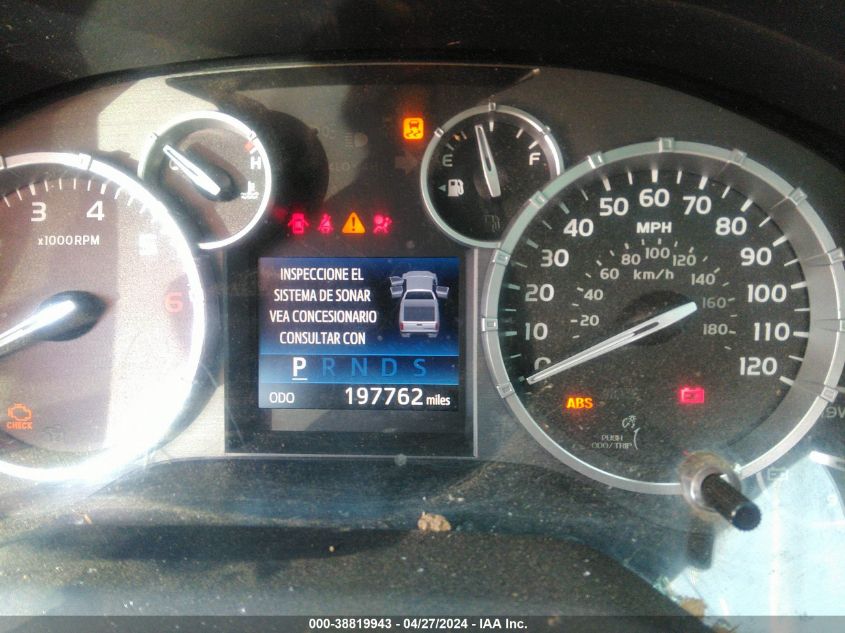 H
E
F
3 4
x1000RPM
6
CHECK
INSPECCIONE EL
SISTEMA DE SONAR
VEA CONCESIONARIO
CONSULTAR CON
P R N D S
ODO 197762 miles
0 10 20 30 40 50 60 70 80 90 100 110 120
MPH
20 40 60 80 100 120 140 160 180
km/h
ABS
PUSH
ODO/TRIP
000-38819943 - 04/27/2024 - IAA Inc.